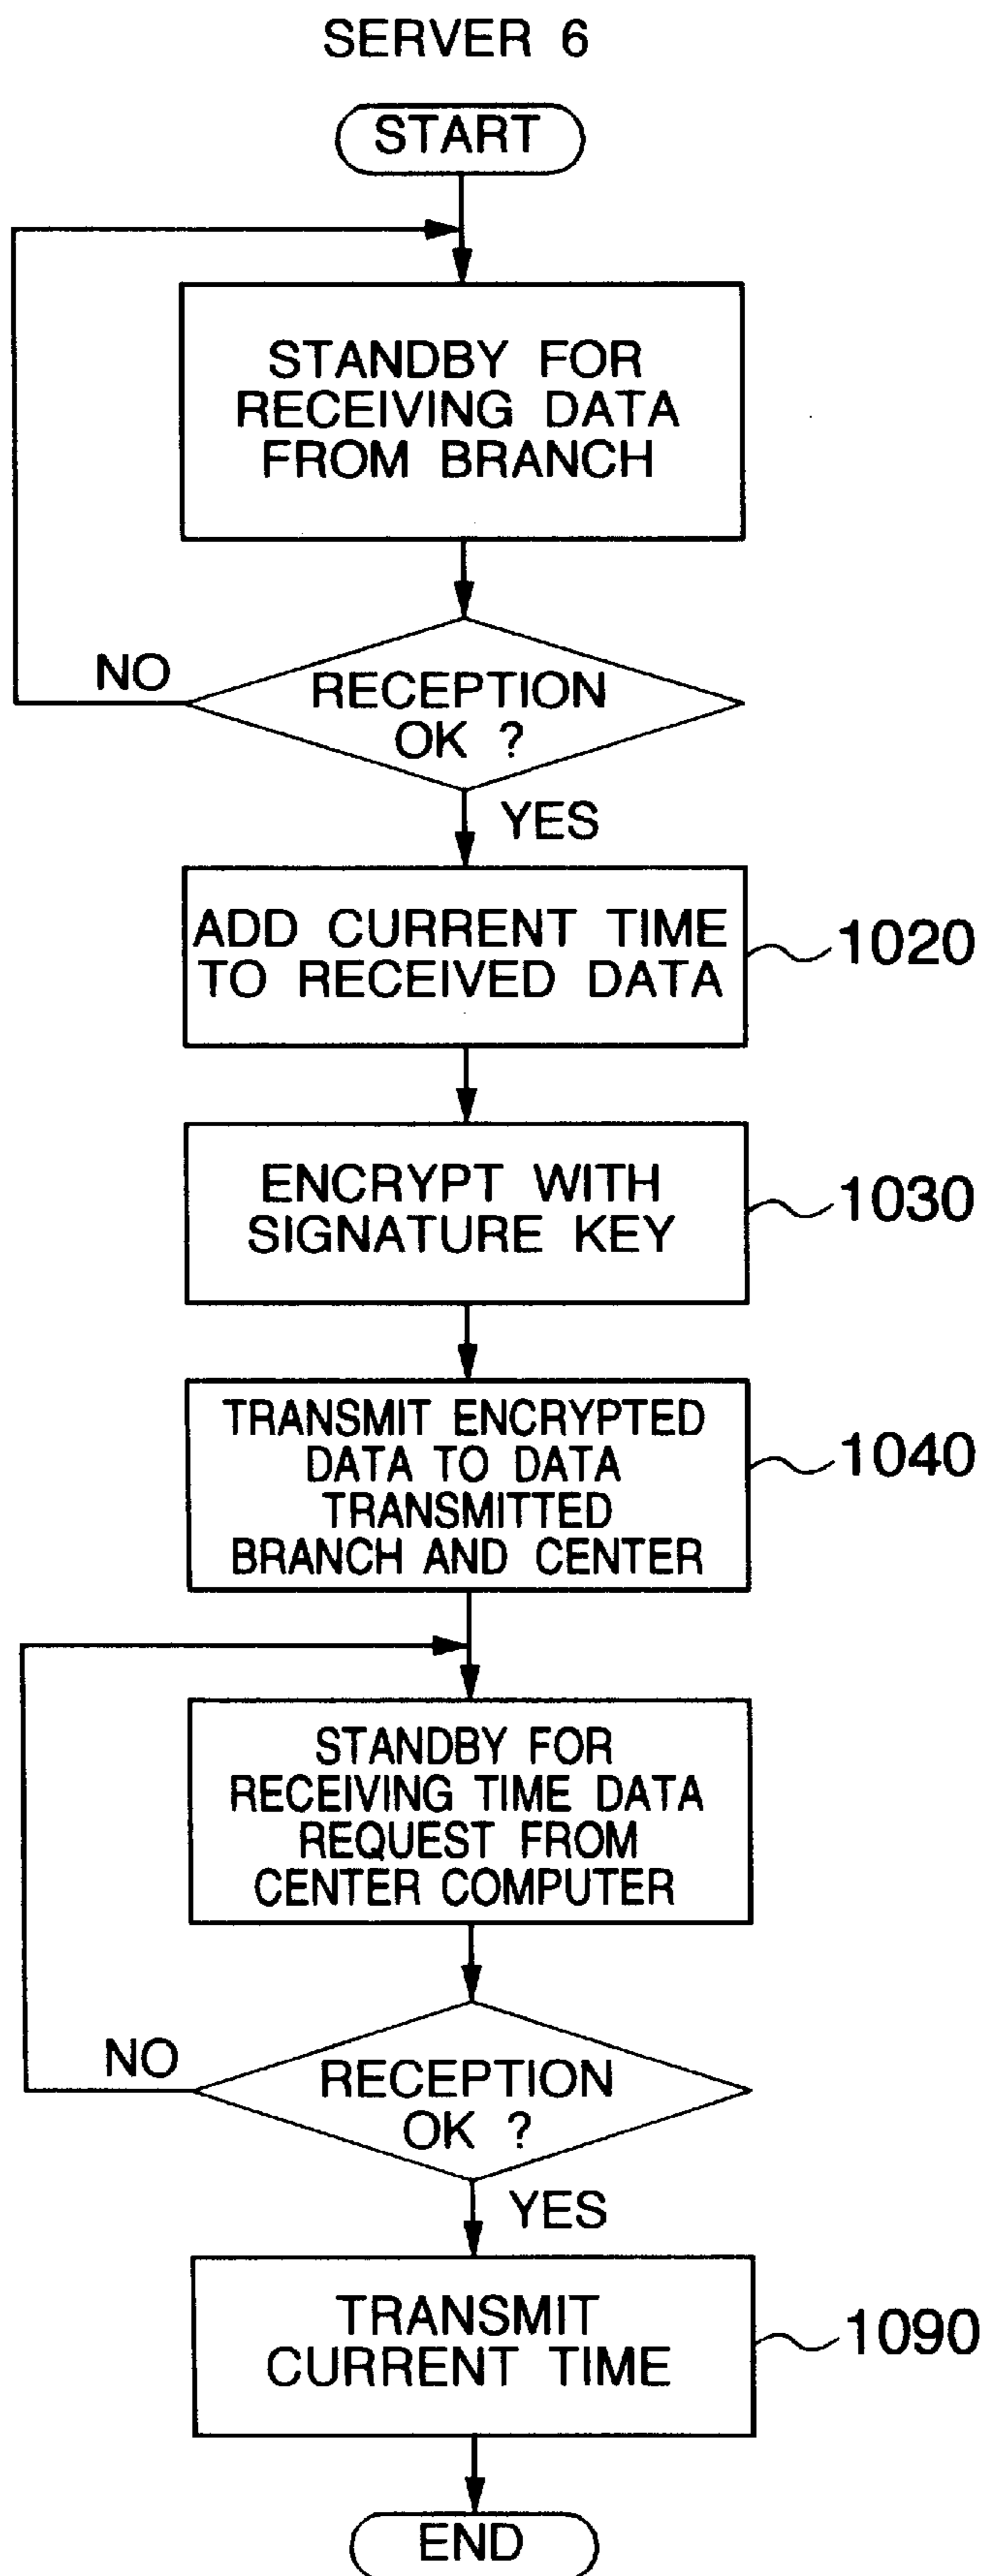 SERVER 6
START
STANDBY FOR
RECEIVING DATA
FROM BRANCH
NO
RECEPTION
OK ?
YES
ADD CURRENT TIME
TO RECEIVED DATA
1020
ENCRYPT WITH
SIGNATURE KEY
1030
TRANSMIT ENCRYPTED
DATA TO DATA
TRANSMITTED
BRANCH AND CENTER
1040
STANDBY FOR
RECEIVING TIME DATA
REQUEST FROM
CENTER COMPUTER
NO
RECEPTION
OK ?
YES
TRANSMIT
CURRENT TIME
1090
END